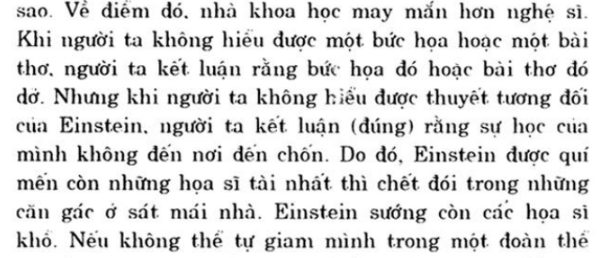 sao. Về điểm đó, nhà khoa học may mắn hơn nghệ sĩ.
Khi người ta không hiểu được một bức họa hoặc một bài
thơ, người ta kết luận rằng bức họa đó hoặc bài thơ đó
dở. Nhưng khi người ta không hiểu được thuyết tương đối
của Einstein, người ta kết luận (đúng) rằng sự học của
mình không đến nơi đến chốn. Do đó, Einstein được quí
mến còn những họa sĩ tài nhất thì chết đói trong những
căn gác ở sát mái nhà. Einstein sướng còn các họa sĩ
khổ. Nếu không thể tự giam mình trong một đoàn thể